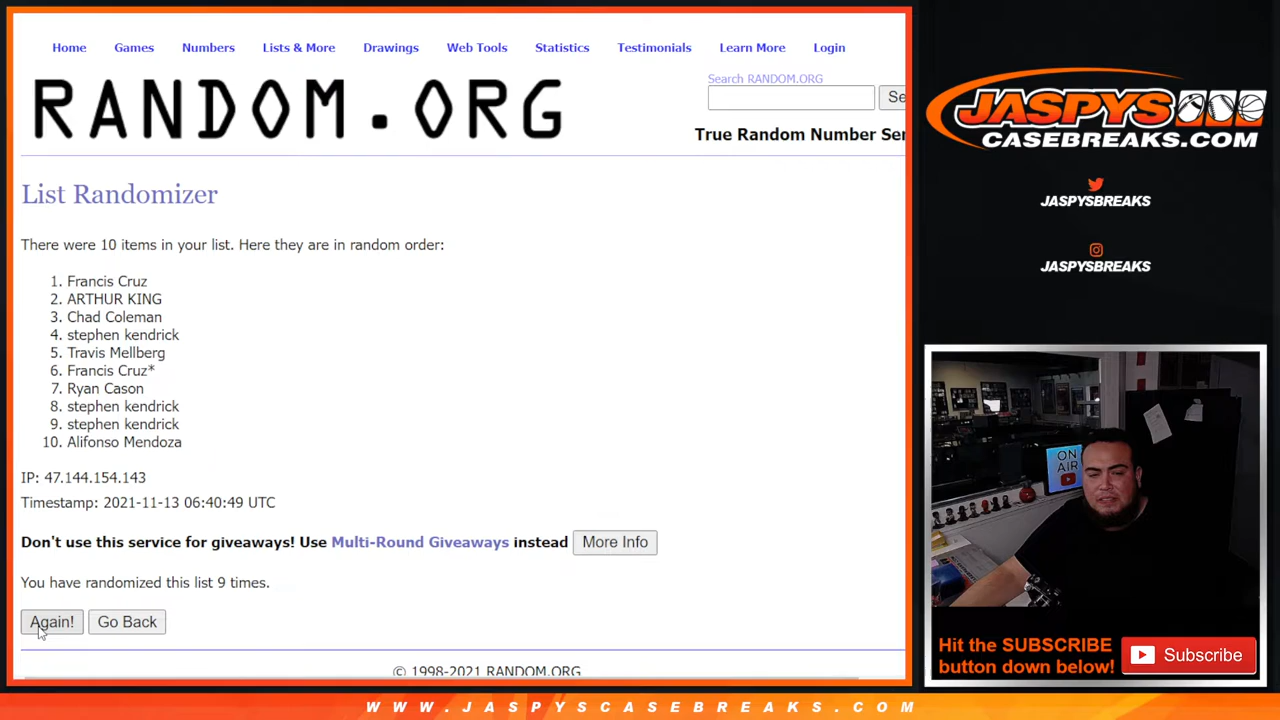 Home Games Numbers Lists & More Drawings Web Tools Statistics Testimonials Learn More Login
Search RANDOM.ORG
RANDOM.ORG
Se
True Random Number Ser
List Randomizer
There were 10 items in your list. Here they are in random order:
1. Francis Cruz
2. ARTHUR KING
3. Chad Coleman
4. stephen kendrick
5. Travis Mellberg
6. Francis Cruz*
7. Ryan Cason
8. stephen kendrick
9. stephen kendrick
10. Alifonso Mendoza
IP: 47.144.154.143
Timestamp: 2021-11-13 06:40:49 UTC
Don't use this service for giveaways! Use Multi-Round Giveaways instead More Info
You have randomized this list 9 times.
Again! Go Back
© 1998-2021 RANDOM.ORG
JASPYS
CASEBREAKS.COM
JASPYSBREAKS
JASPYSBREAKS
ON
AIR
Hit the SUBSCRIBE
button down below!
Subscribe
WWW.JASPYSCASEBREAKS.COM